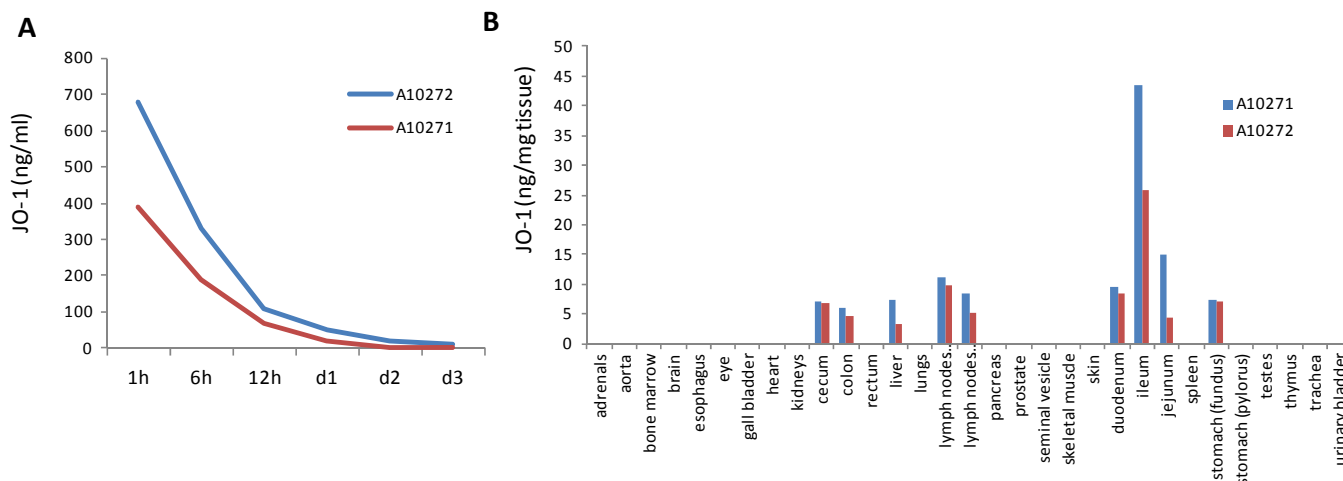 A
JO-1 (ng/ml)
800
700
600
500
400
300
200
100
0
1h 6h 12h d1 d2 d3
A10272
A10271
B
JO-1 (ng/mg tissue)
50
45
40
35
30
25
20
15
10
5
0
A10271
A10272
adrenals
aorta
bone marrow
brain
esophagus
eye
gall bladder
heart
kidneys
cecum
colon
rectum
liver
lungs
lymph nodes…
lymph nodes…
pancreas
prostate
seminal vesicle
skeletal musde
skin
duodenum
ileum
jejunum
spleen
stomach (fundus)
stomach (pylorus)
testes
thymus
trachea
urinary bladder